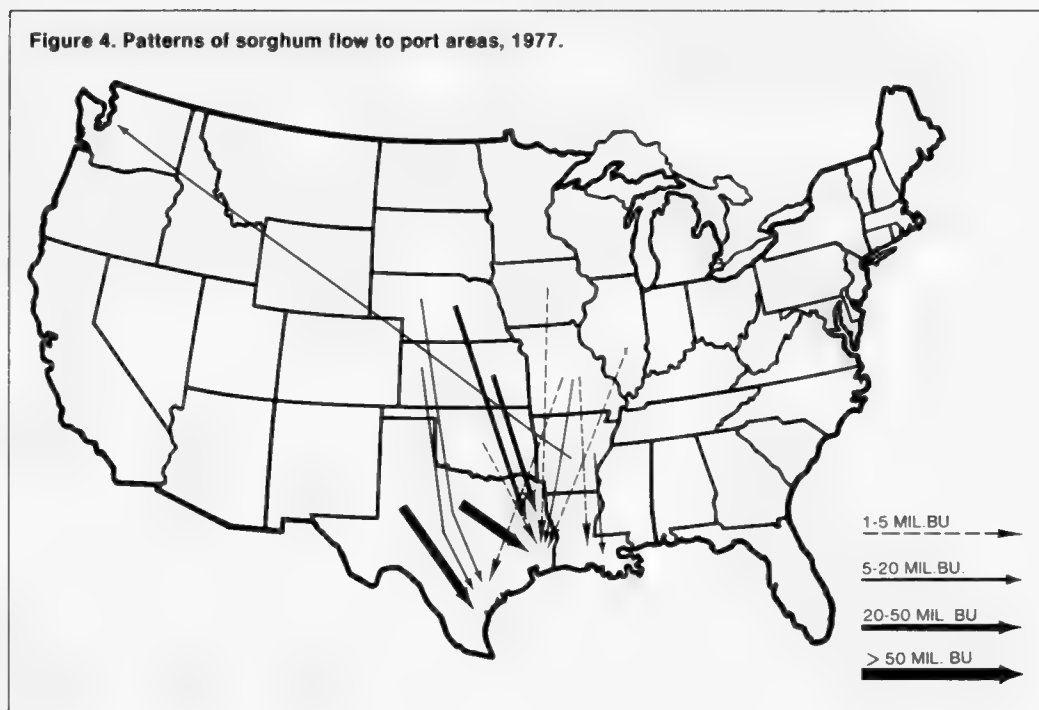 Figure 4. Patterns of sorghum flow to port areas, 1977.
1-5 MIL.BU
5-20 MIL.BU.
20-50 MIL. BU
> 50 MIL. BU